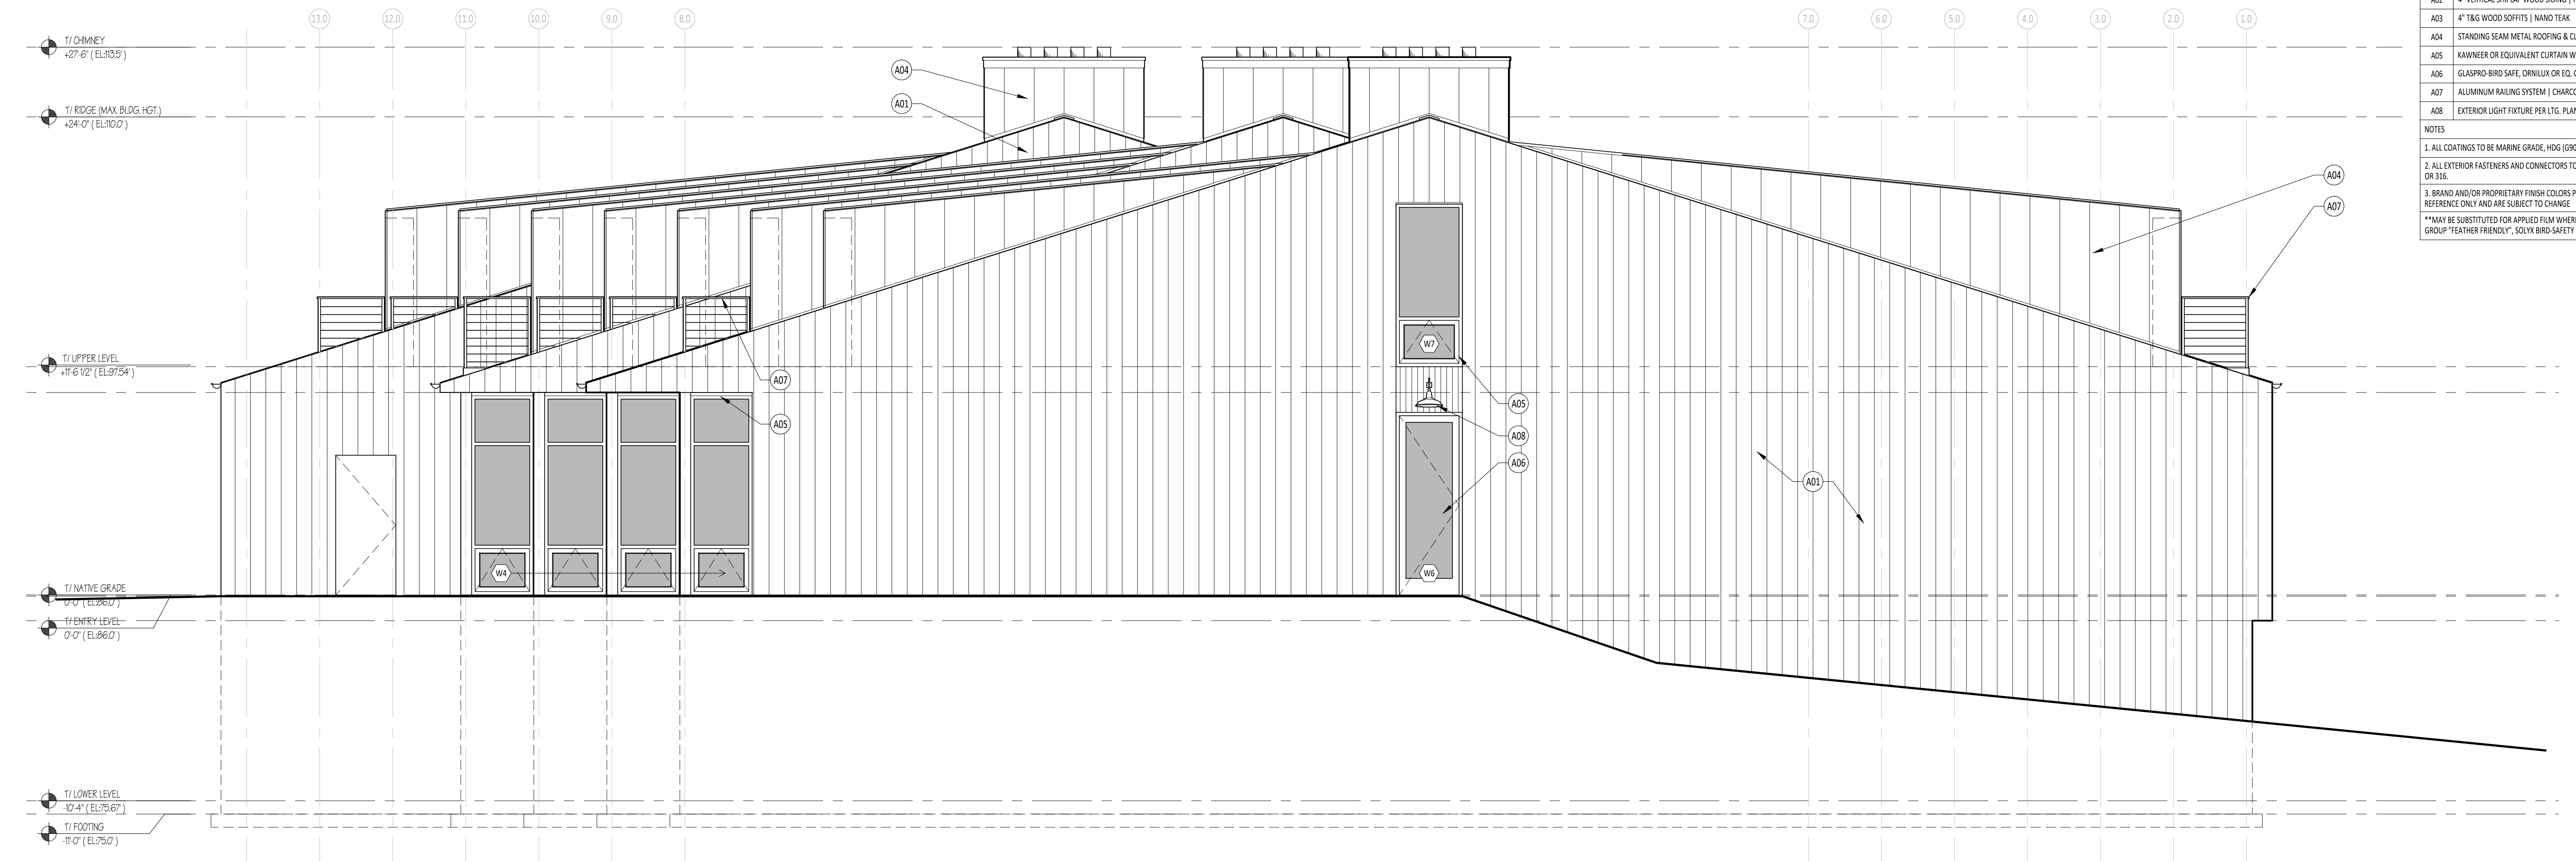 13.0 12.0 11.0 10.0 9.0 8.0 7.0 6.0 5.0 4.0 3.0 2.0 1.0
T/ CHIMNEY
+27'-6" ( EL:113.5' )
T/ RIDGE (MAX. BLDG. HGT.)
+24'-0" ( EL:110.0' )
T/ UPPER LEVEL
+11'-6 1/2" ( EL:97.54' )
T/ NATIVE GRADE
0'-0" ( EL:86.0' )
T/ ENTRY LEVEL
0'-0" ( EL:86.0' )
T/ LOWER LEVEL
-10'-4" ( EL:75.67' )
T/ FOOTING
-11'-0" ( EL:75.0' )
A04
A01
A07
A05
W4
W7
A05
A08
A06
W6
A01
A04
A07
A03 4" T&G WOOD SOFFITS | NANO TEAK
A04 STANDING SEAM METAL ROOFING & CL
A05 KAWNEER OR EQUIVALENT CURTAIN W
A06 GLASPRO-BIRD SAFE, ORNILUX OR EQ.
A07 ALUMINUM RAILING SYSTEM | CHARCO
A08 EXTERIOR LIGHT FIXTURE PER LTG. PLAN
NOTES
1. ALL COATINGS TO BE MARINE GRADE, HDG (G90
2. ALL EXTERIOR FASTENERS AND CONNECTORS TO
OR 316.
3. BRAND AND/OR PROPRIETARY FINISH COLORS P
REFERENCE ONLY AND ARE SUBJECT TO CHANGE
**MAY BE SUBSTITUTED FOR APPLIED FILM WHER
GROUP "FEATHER FRIENDLY", SOLYX BIRD-SAFETY